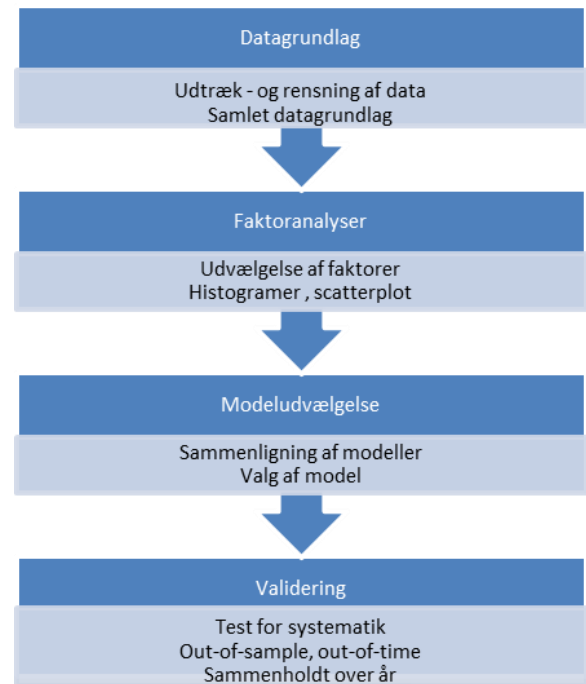 Datagrundlag
Udtræk - og rensning af data
Samlet datagrundlag
Faktoranalyser
Udvælgelse af faktorer
Histogramer , scatterplot
Modeludvælgelse
Sammenligning af modeller
Valg af model
Validering
Test for systematik
Out-of-sample, out-of-time
Sammenholdt over år